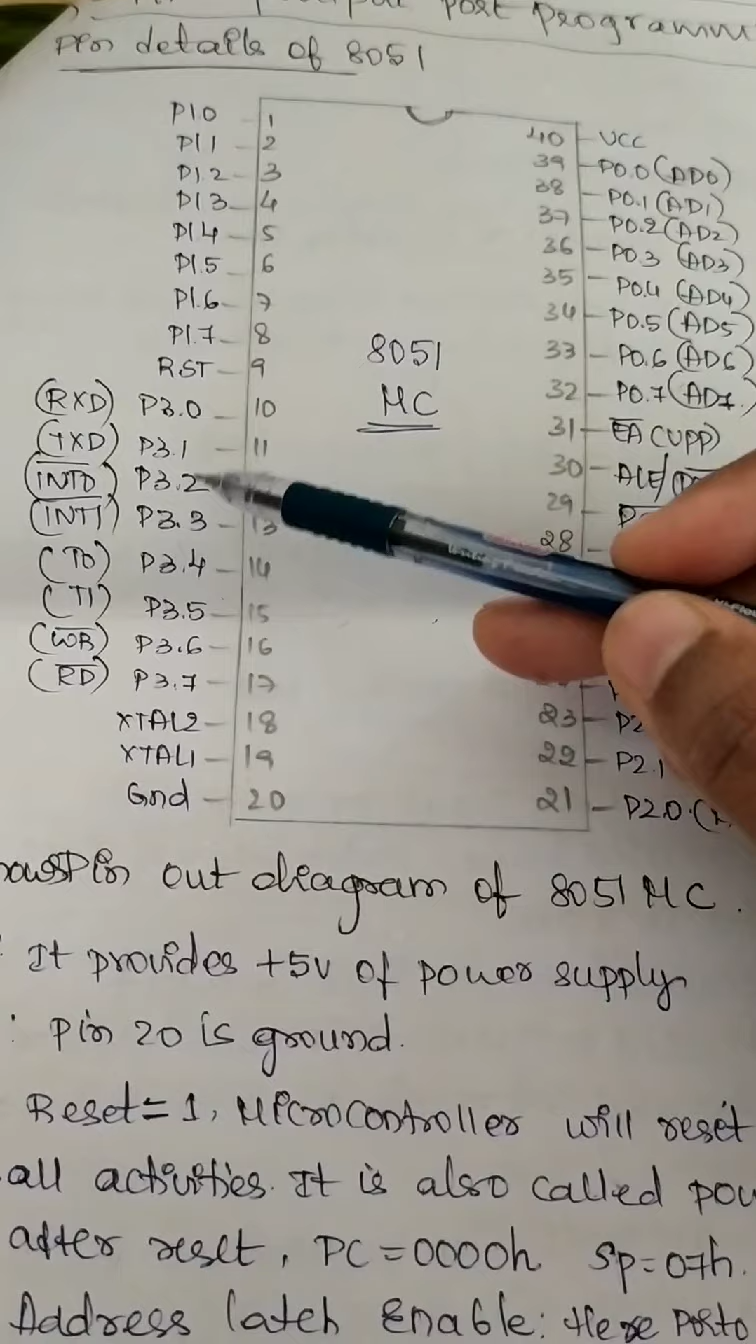 Port Programm
Pin details of 8051
P1.0 1
P1.1 2
P1.2 3
P1.3 4
P1.4 5
P1.5 6
P1.6 7
P1.7 8
RST 9
(RXD) P3.0 10
(TXD) P3.1 11
(INT0) P3.2
(INT1) P3.3 13
(T0) P3.4 14
(T1) P3.5 15
(WR) P3.6 16
(RD) P3.7 17
XTAL2 18
XTAL1 19
Gnd 20
8051
MC
40 VCC
39 P0.0 (AD0)
38 P0.1 (AD1)
37 P0.2 (AD2)
36 P0.3 (AD3)
35 P0.4 (AD4)
34 P0.5 (AD5)
33 P0.6 (AD6)
32 P0.7 (AD7)
31 EA (VPP)
30 ALE/
29
28
23 P2
22 P2.1
21 P2.0 (
Pin out diagram of 8051 MC.
: It provides +5V of power supply
: Pin 20 is ground.
Reset=1, Microcontroller will reset
all activities. It is also called pow
after reset, PC=0000h SP=07h.
Address latch Enable: Here